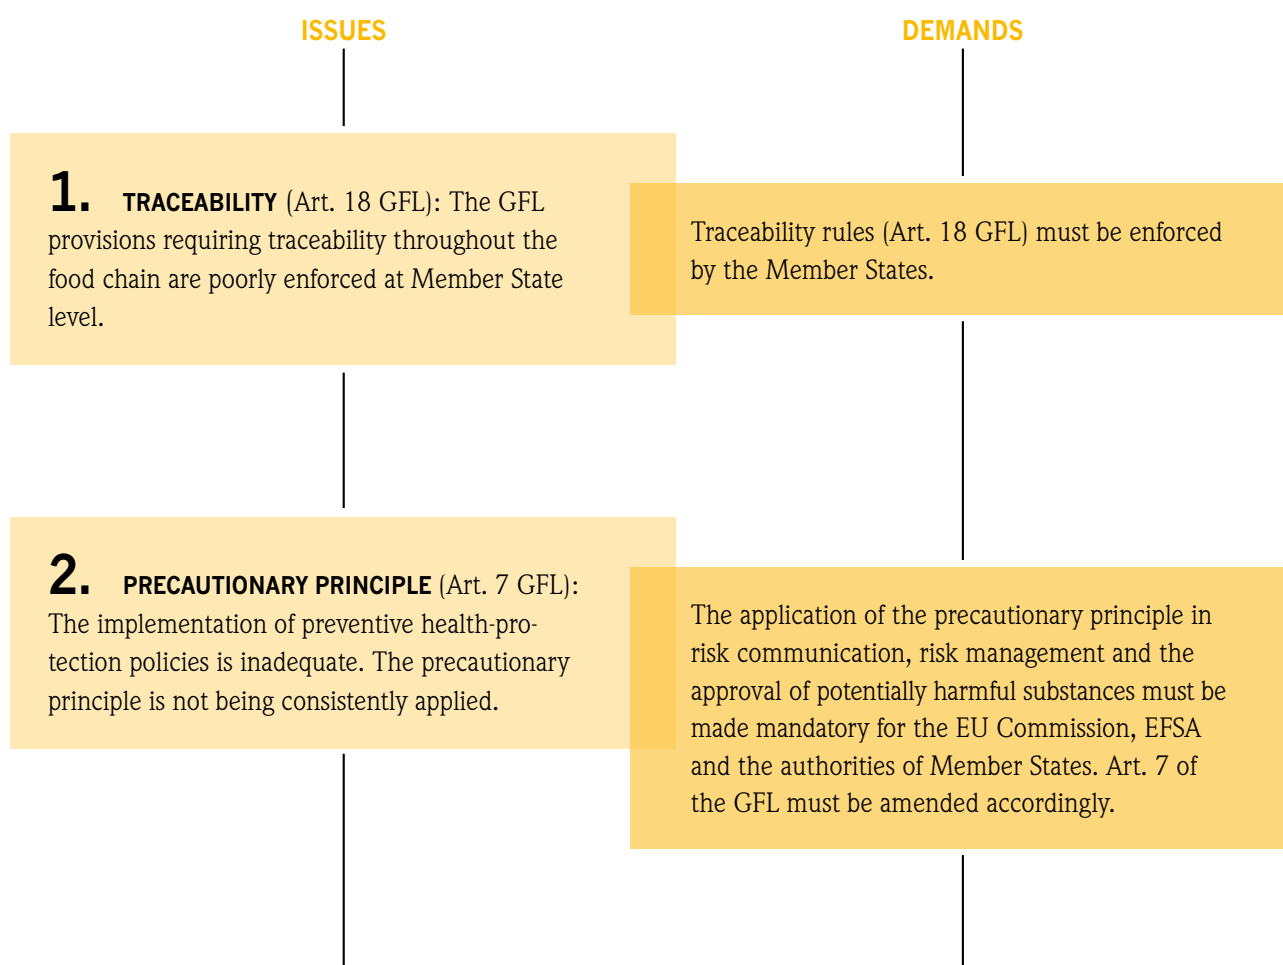 ISSUES
DEMANDS
1. TRACEABILITY (Art. 18 GFL): The GFL
provisions requiring traceability throughout the
food chain are poorly enforced at Member State
level.
Traceability rules (Art. 18 GFL) must be enforced
by the Member States.
2. PRECAUTIONARY PRINCIPLE (Art. 7 GFL):
The implementation of preventive health-pro-
tection policies is inadequate. The precautionary
principle is not being consistently applied.
The application of the precautionary principle in
risk communication, risk management and the
approval of potentially harmful substances must be
made mandatory for the EU Commission, EFSA
and the authorities of Member States. Art. 7 of
the GFL must be amended accordingly.